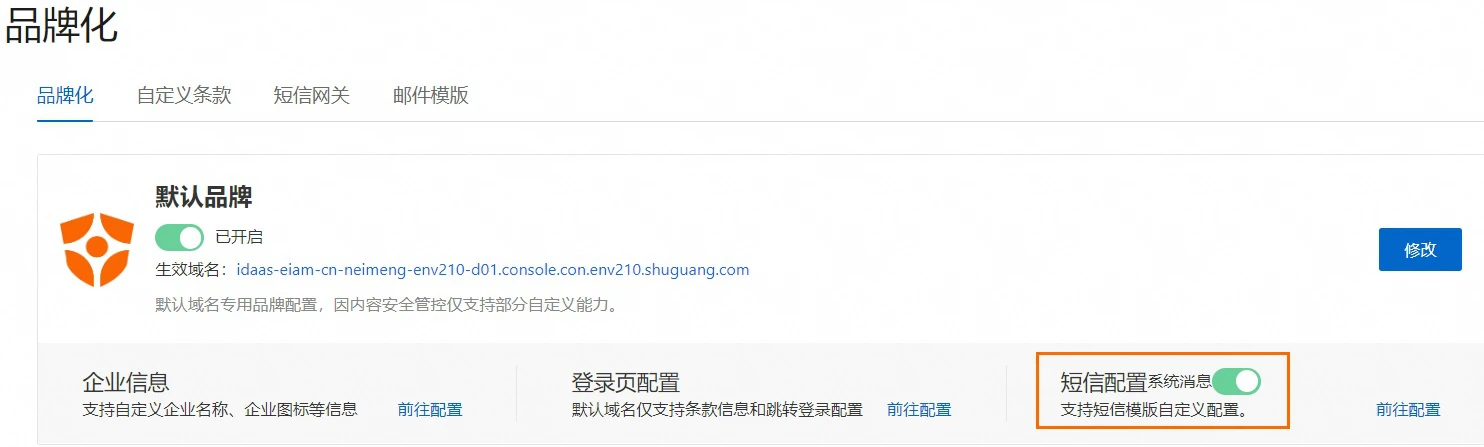 品牌化
品牌化 自定义条款 短信网关 邮件模版
默认品牌
已开启
生效域名：idaas-eiam-cn-neimeng-env210-d01.console.con.env210.shuguang.com
默认域名专用品牌配置，因内容安全管控仅支持部分自定义能力。
修改
企业信息
支持自定义企业名称、企业图标等信息 前往配置
登录页配置
默认域名仅支持条款信息和跳转登录配置 前往配置
短信配置系统消息
支持短信模版自定义配置。 前往配置